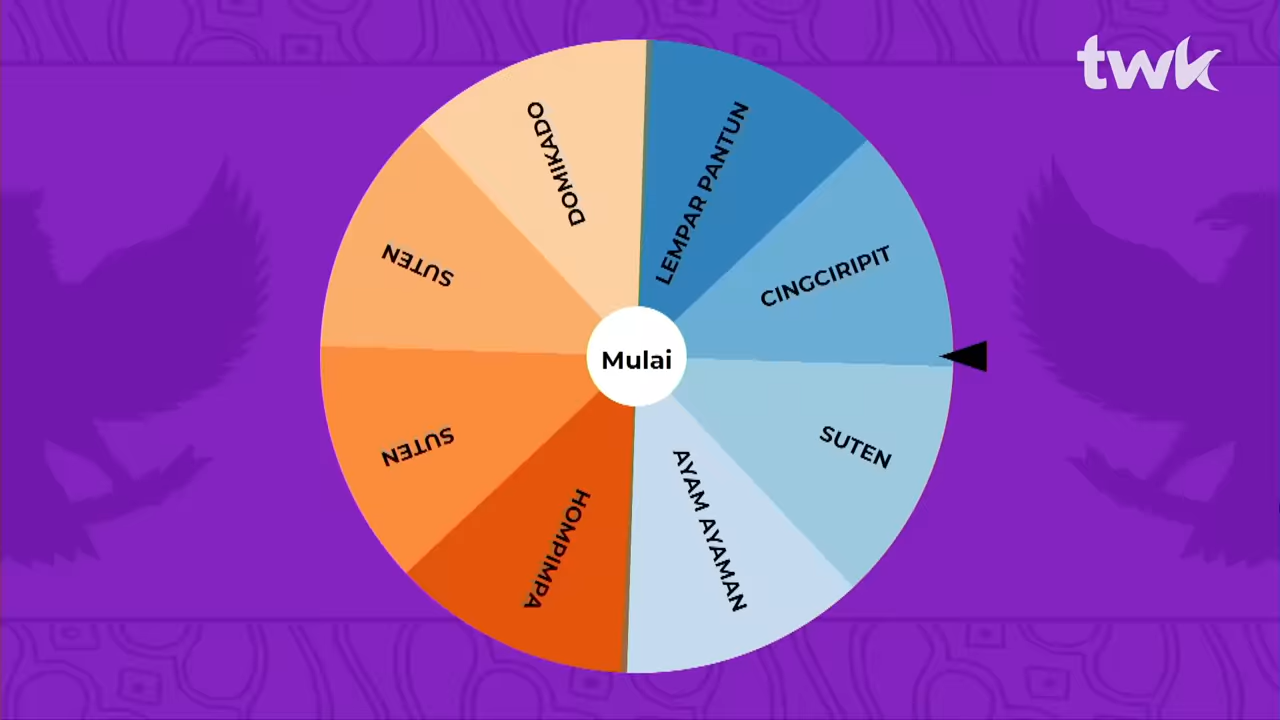 twk
DOMIKADO
LEMPAR PANTUN
SUTEN
CINGCIRIPIT
Mulai
SUTEN
SUTEN
HOMPIMPA
AYAM AYAMAN